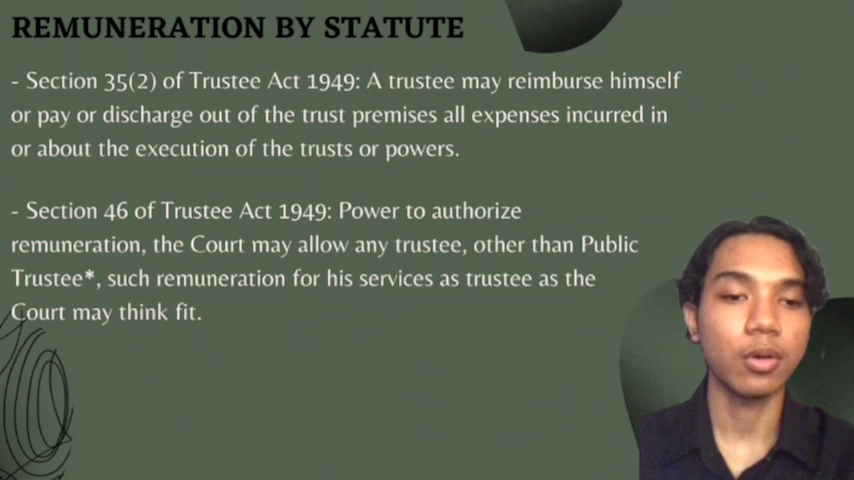 REMUNERATION BY STATUTE
- Section 35(2) of Trustee Act 1949: A trustee may reimburse himself
or pay or discharge out of the trust premises all expenses incurred in
or about the execution of the trusts or powers.
- Section 46 of Trustee Act 1949: Power to authorize
remuneration, the Court may allow any trustee, other than Public
Trustee*, such remuneration for his services as trustee as the
Court may think fit.